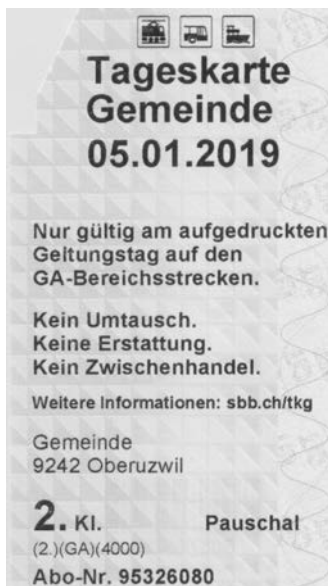 Tageskarte
Gemeinde
05.01.2019
Nur gültig am aufgedruckten
Geltungstag auf den
GA-Bereichsstrecken.
Kein Umtausch.
Keine Erstattung.
Kein Zwischenhandel.
Weitere Informationen: sbb.ch/tkg
Gemeinde
9242 Oberuzwil
2. Kl. Pauschal
(2.)(GA)(4000)
Abo-Nr. 95326080